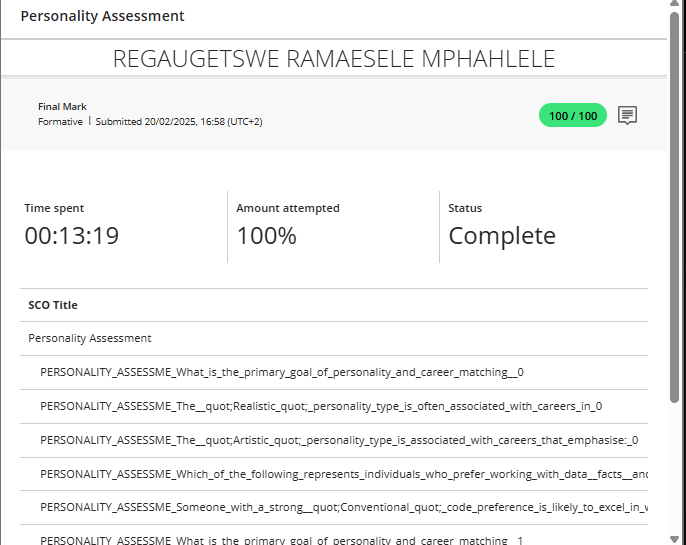 Personality Assessment
REGAUGETSWE RAMAESELE MPHAHLELE
Final Mark
Formative | Submitted 20/02/2025, 16:58 (UTC+2)
100 / 100
Time spent
Amount attempted
Status
00:13:19
100%
Complete
SCO Title
Personality Assessment
PERSONALITY_ASSESSME_What_is_the_primary_goal_of_personality_and_career_matching__0
PERSONALITY_ASSESSME_The__quot;Realistic_quot;_personality_type_is_often_associated_with_careers_in_0
PERSONALITY_ASSESSME_The__quot;Artistic_quot;_personality_type_is_associated_with_careers_that_emphasise:_0
PERSONALITY_ASSESSME_Which_of_the_following_represents_individuals_who_prefer_working_with_data__facts__and
PERSONALITY_ASSESSME_Someone_with_a_strong__quot;Conventional_quot;_code_preference_is_likely_to_excel_in_w
PERSONALITY_ASSESSME_What_is_the_primary_goal_of_personality_and_career_matching__1